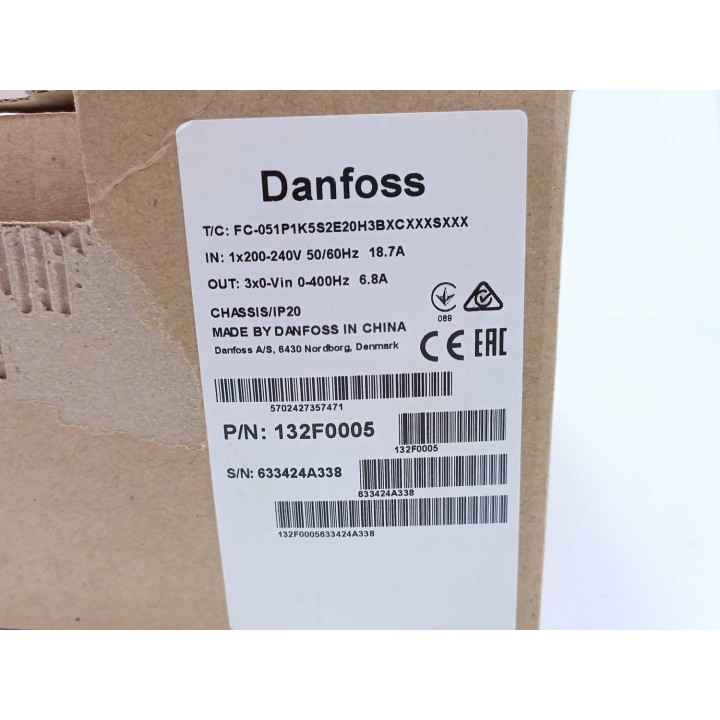 Danfoss
T/C: FC-051P1K5S2E20H3BXCXXXSXXX
IN: 1x200-240V 50/60Hz 18.7A
OUT: 3x0-Vin 0-400Hz 6.8A
CHASSIS/IP20
MADE BY DANFOSS IN CHINA
Danfoss A/S, 6430 Nordborg, Denmark
089
CE EAC
5702427357471
P/N: 132F0005
132F0005
S/N: 633424A338
633424A338
132F0005633424A338